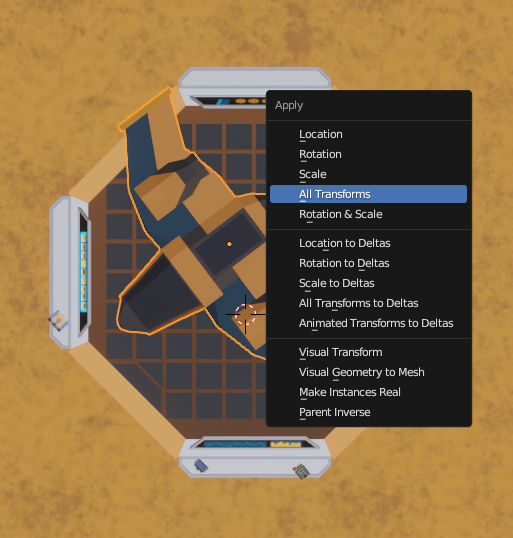 Apply
Location
Rotation
Scale
All Transforms
Rotation & Scale
Location to Deltas
Rotation to Deltas
Scale to Deltas
All Transforms to Deltas
Animated Transforms to Deltas
Visual Transform
Visual Geometry to Mesh
Make Instances Real
Parent Inverse